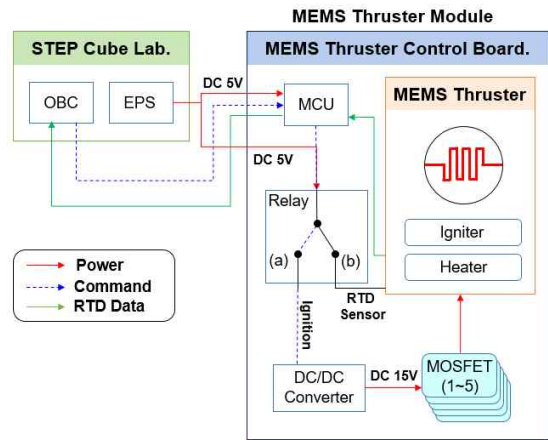 MEMS Thruster Module
STEP Cube Lab.
MEMS Thruster Control Board.
DC 5V
OBC
EPS
MCU
MEMS Thruster
DC 5V
Relay
(a)
(b)
Igniter
Heater
RTD
Sensor
Ignition
Power
Command
RTD Data
DC/DC
Converter
DC 15V
MOSFET
(1~5)